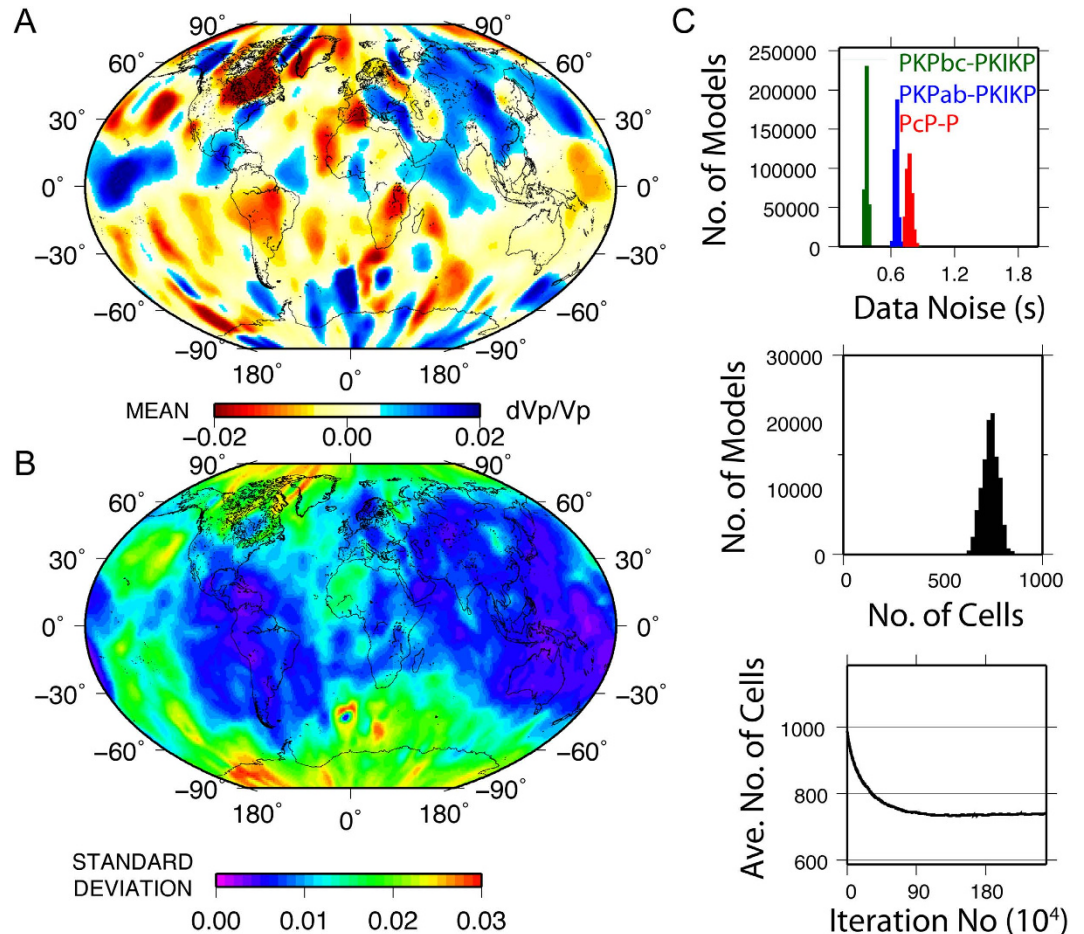 A
90˚ 90˚
60˚ 60˚
30˚ 30˚
0˚ 0˚
−30˚ −30˚
−60˚ −60˚
−90˚ −90˚
180˚ 0˚ 180˚
MEAN dVp/Vp
−0.02 0.00 0.02
B
90˚ 90˚
60˚ 60˚
30˚ 30˚
0˚ 0˚
−30˚ −30˚
−60˚ −60˚
−90˚ −90˚
180˚ 0˚ 180˚
STANDARD
DEVIATION
0.00 0.01 0.02 0.03
C
No. of Models
250000
200000
150000
100000
50000
0
PKPbc-PKIKP
PKPab-PKIKP
PcP-P
0.6 1.2 1.8
Data Noise (s)
No. of Models
30000
20000
10000
0
0 500 1000
No. of Cells
Ave. No. of Cells
1000
800
600
0 90 180
Iteration No (10⁴)